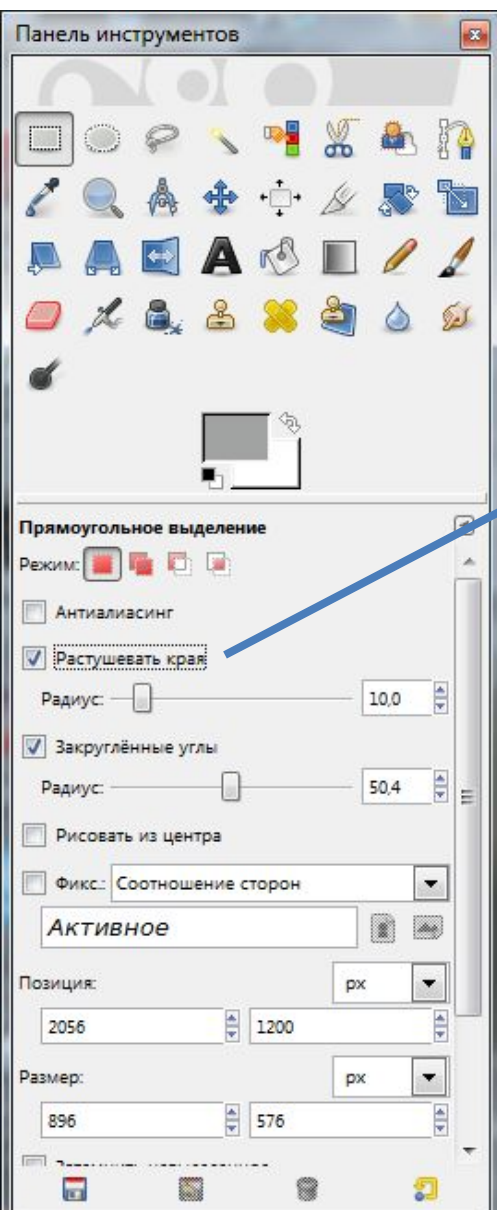 Панель инструментов
Прямоугольное выделение
Режим:
Антиалиасинг
Растушевать края
Радиус: 10,0
Закруглённые углы
Радиус: 50,4
Рисовать из центра
Фикс.: Соотношение сторон
Активное
Позиция: px
2056 1200
Размер: px
896 576